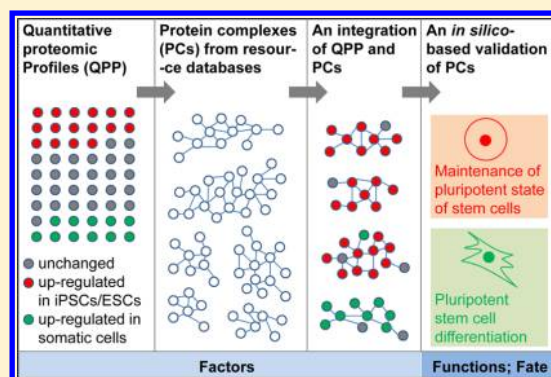 Quantitative
proteomic
Profiles (QPP)
Protein complexes
(PCs) from resour-
-ce databases
An integration
of QPP and
PCs
An in silico-
based validation
of PCs
unchanged
up-regulated
in iPSCs/ESCs
up-regulated in
somatic cells
Maintenance of
pluripotent state
of stem cells
Pluripotent
stem cell
differentiation
Factors
Functions; Fate